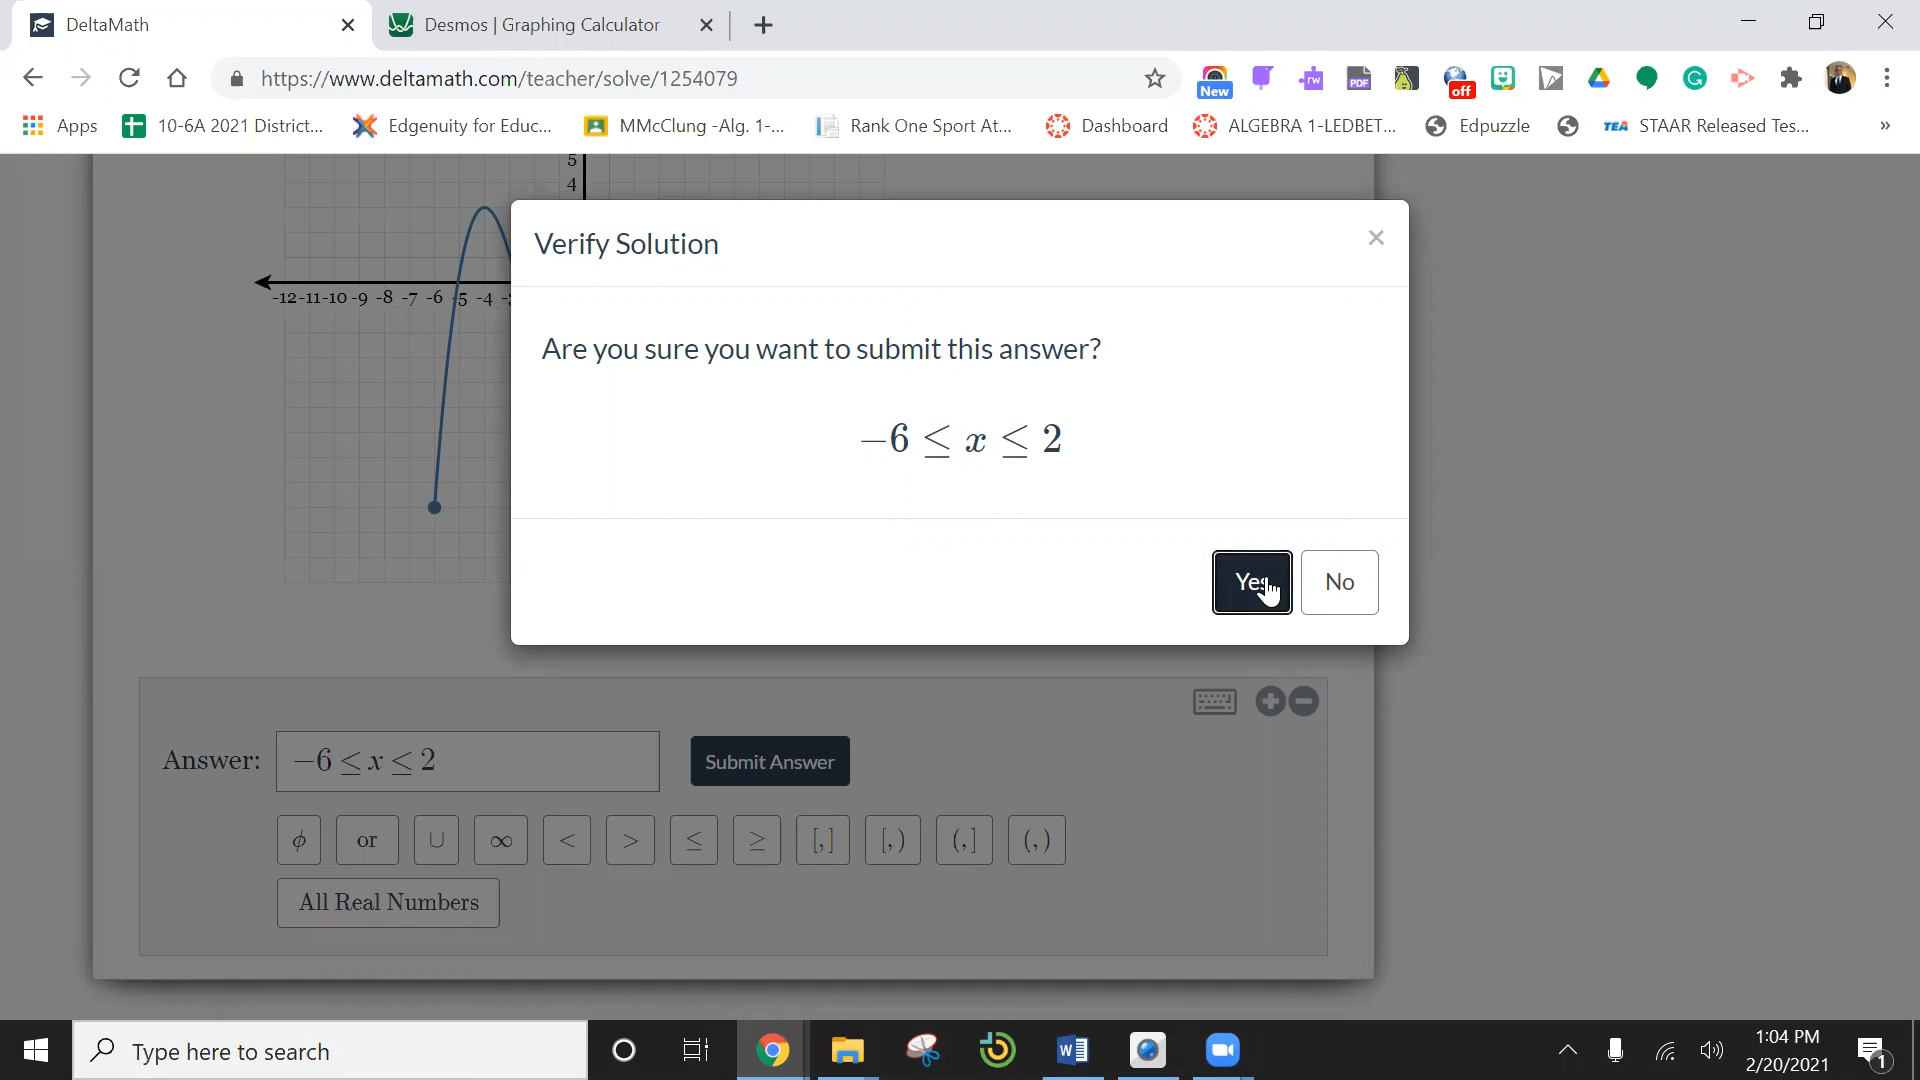 DeltaMath
Desmos | Graphing Calculator
https://www.deltamath.com/teacher/solve/1254079
New
rw
PDF
off
Apps
10-6A 2021 District...
Edgenuity for Educ...
MMcClung -Alg. 1-...
Rank One Sport At...
Dashboard
ALGEBRA 1-LEDBET...
Edpuzzle
TEA STAAR Released Tes...
»
5
4
-12 -11 -10 -9 -8 -7 -6 -5 -4
Verify Solution
×
Are you sure you want to submit this answer?
−6 ≤ x ≤ 2
Yes
No
Answer: −6 ≤ x ≤ 2
Submit Answer
ϕ or ∪ ∞ < > ≤ ≥ [,] [,) (,] (,)
All Real Numbers
Type here to search
1:04 PM
2/20/2021
1